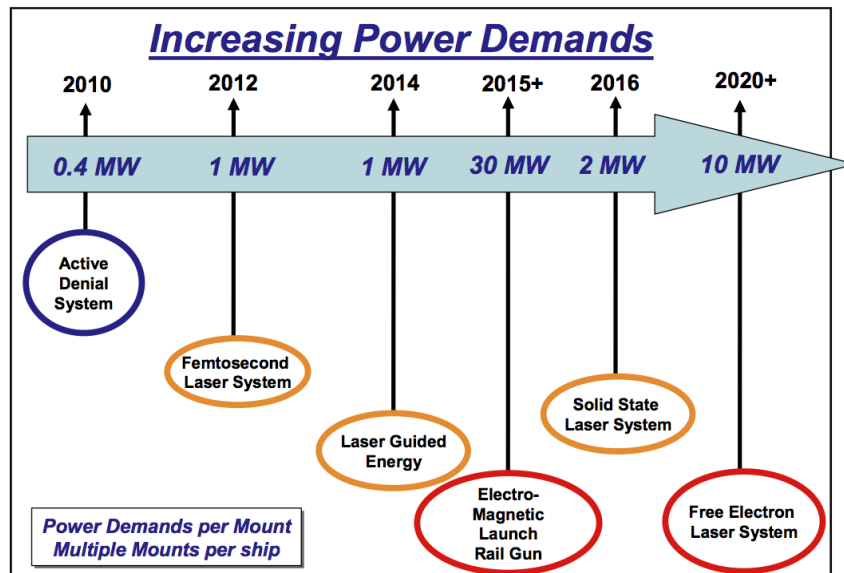 Increasing Power Demands
2010
2012
2014
2015+
2016
2020+
0.4 MW
1 MW
1 MW
30 MW
2 MW
10 MW
Active
Denial
System
Femtosecond
Laser System
Laser Guided
Energy
Electro-
Magnetic
Launch
Rail Gun
Solid State
Laser System
Free Electron
Laser System
Power Demands per Mount
Multiple Mounts per ship